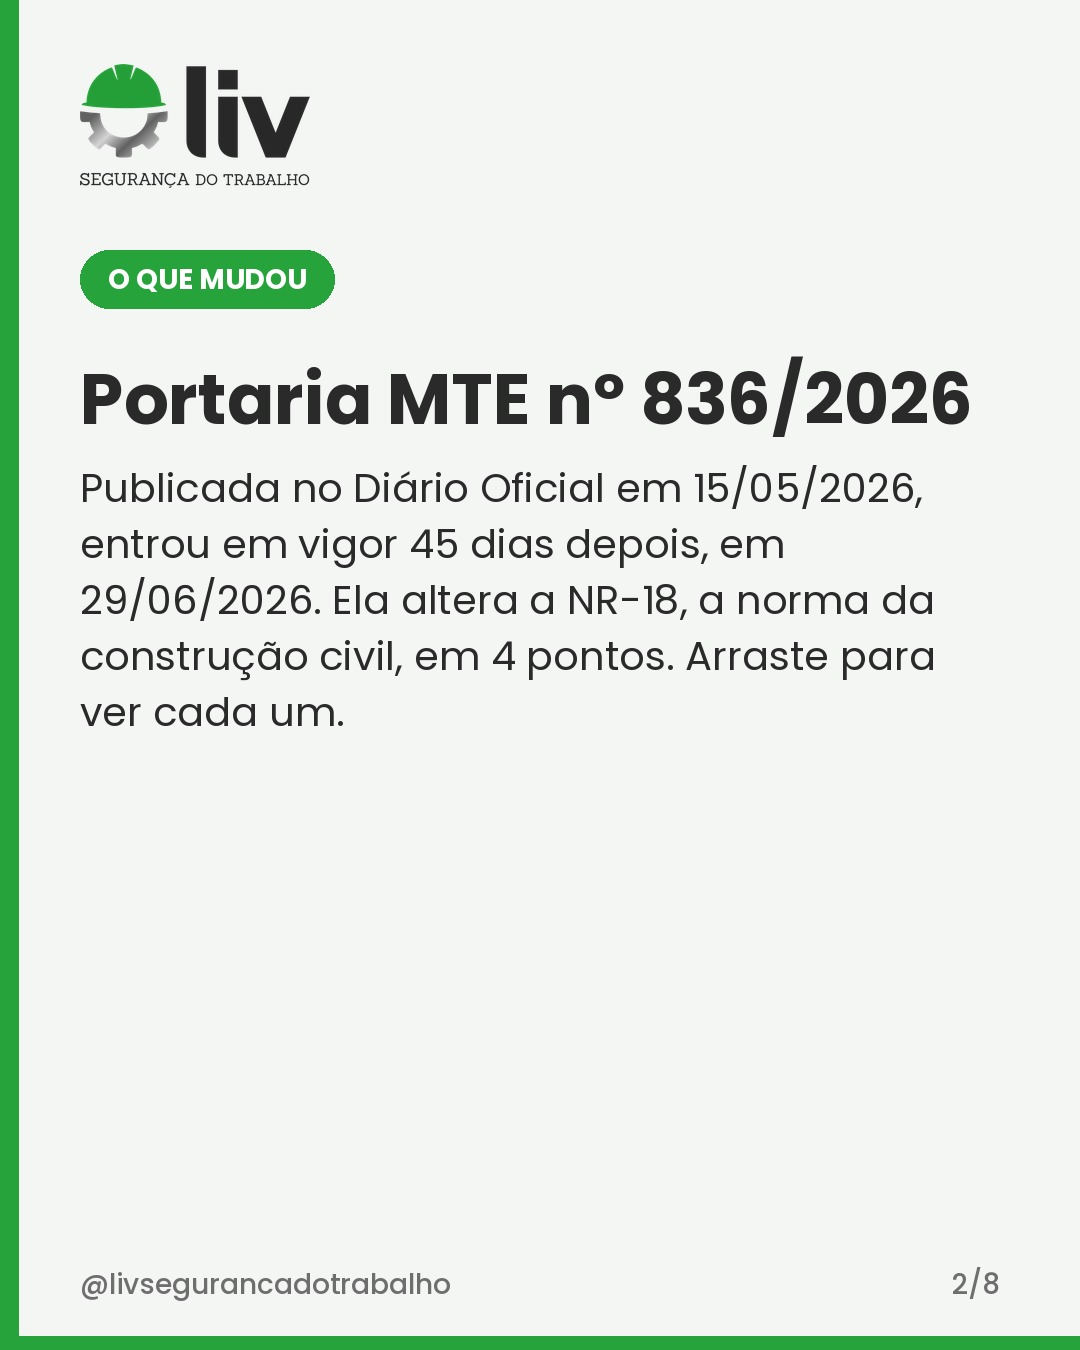 liv
SEGURANÇA DO TRABALHO
O QUE MUDOU
Portaria MTE nº 836/2026
Publicada no Diário Oficial em 15/05/2026,
entrou em vigor 45 dias depois, em
29/06/2026. Ela altera a NR-18, a norma da
construção civil, em 4 pontos. Arraste para
ver cada um.
@livsegurancadotrabalho
2/8